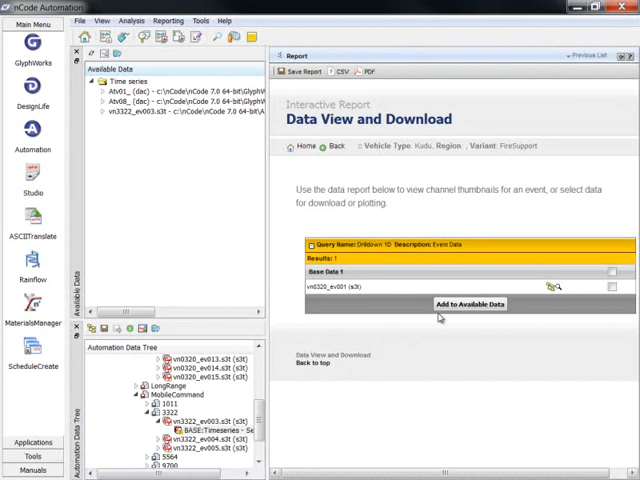 nCode Automation
Main Menu
File View Analysis Reporting Tools Help
GlyphWorks
DesignLife
Automation
Studio
ASCIITranslate
Rainflow
MaterialsManager
ScheduleCreate
Applications
Tools
Manuals
Available Data
Time series
Atv01_ (dac) - c:\nCode\nCode 7.0 64-bit\GlyphW
Atv08_ (dac) - c:\nCode\nCode 7.0 64-bit\GlyphW
vn3322_ev003.s3t - c:\nCode\nCode 7.0 64-bit\
Available Data
Automation Data Tree
vn0320_ev013.s3t (s3t)
vn0320_ev014.s3t (s3t)
vn0320_ev015.s3t (s3t)
LongRange
MobileCommand
1011
3322
vn3322_ev003.s3t (s3t)
BASE:Timeseries - Se
vn3322_ev004.s3t (s3t)
vn3322_ev005.s3t (s3t)
5564
9700
Automation Data Tree
Report
Previous List
Save Report CSV PDF
Interactive Report
Data View and Download
Home Back :: Vehicle Type: Kudu, Region: , Variant: FireSupport
Use the data report below to view channel thumbnails for an event, or select data
for download or plotting.
Query Name: Drilldown 1D Description: Event Data
Results: 1
Base Data 1
vn0320_ev001 (s3t)
Add to Available Data
Data View and Download
Back to top